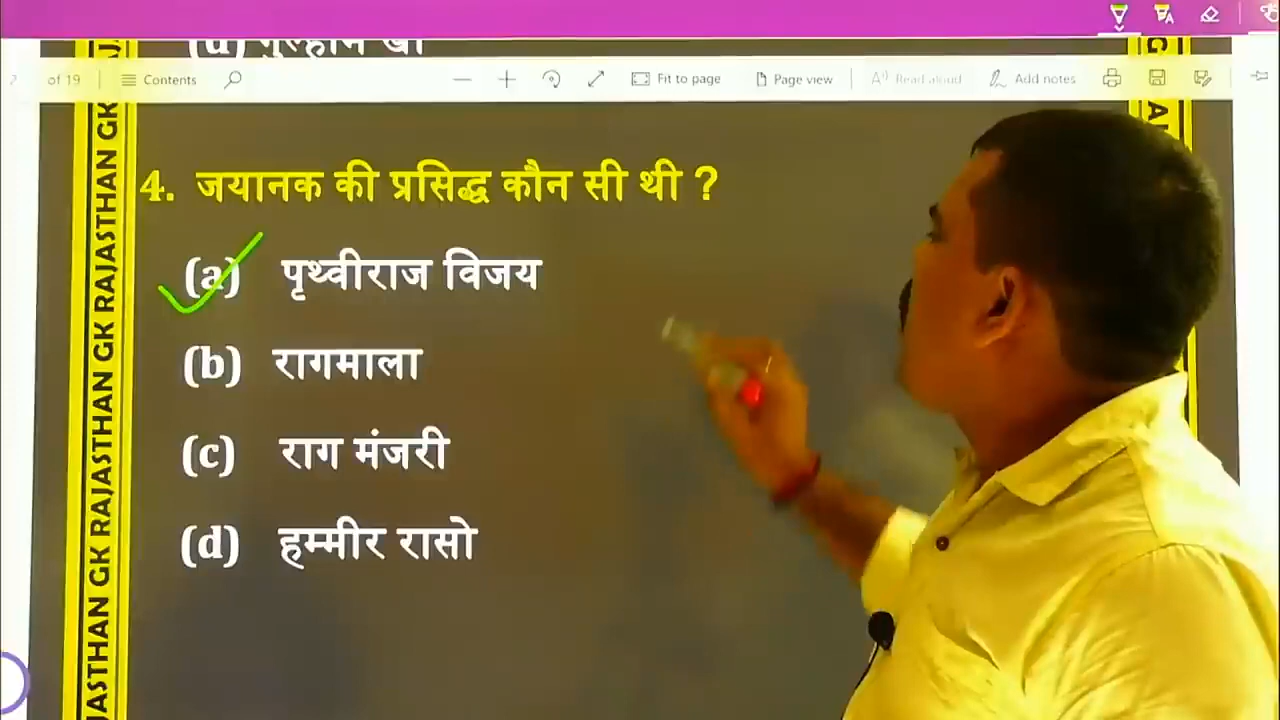 of 19 Contents Fit to page Page view Read aloud Add notes
4. जयानक की प्रसिद्ध कौन सी थी ?
(a) पृथ्वीराज विजय
(b) रागमाला
(c) राग मंजरी
(d) हम्मीर रासो
RAJASTHAN GK RAJASTHAN GK